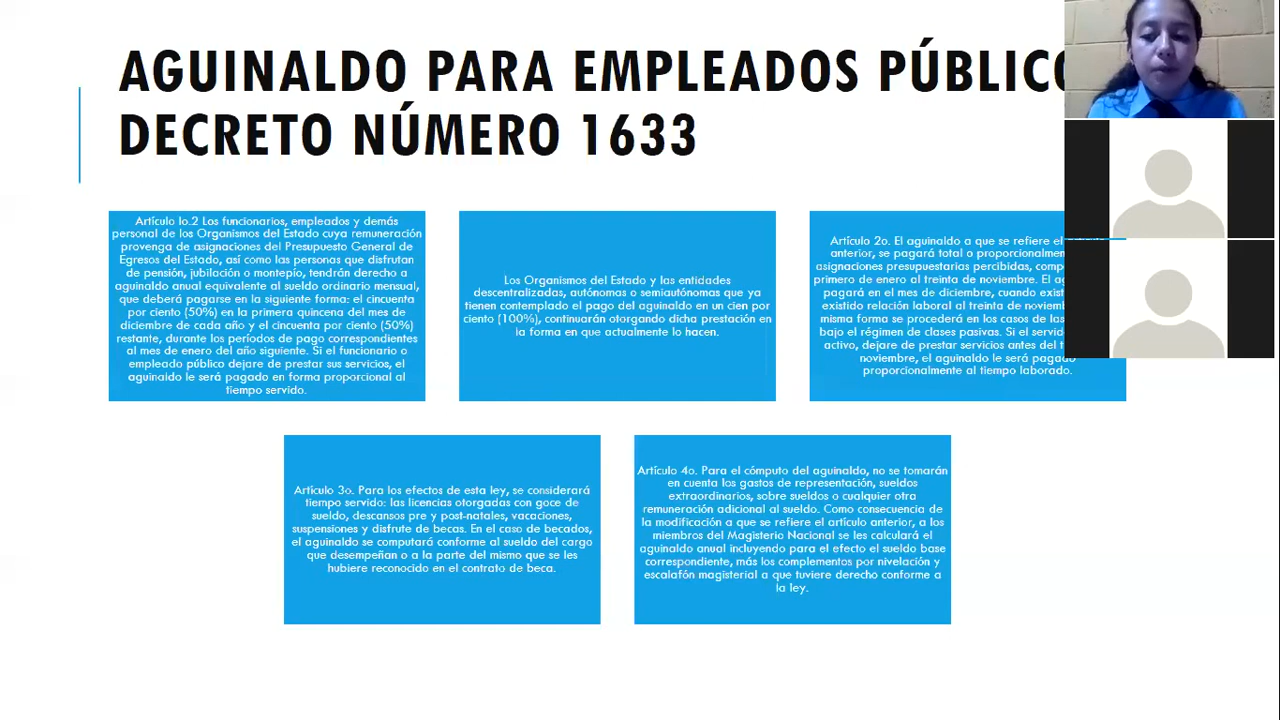 AGUINALDO PARA EMPLEADOS PÚBLICO
DECRETO NÚMERO 1633
Artículo lo.2 Los funcionarios, empleados y demás
personal de los Organismos del Estado cuya remuneración
provenga de asignaciones del Presupuesto General de
Egresos del Estado, así como las personas que disfrutan
de pensión, jubilación o montepío, tendrán derecho a
aguinaldo anual equivalente al sueldo ordinario mensual,
que deberá pagarse en la siguiente forma: el cincuenta
por ciento (50%) en la primera quincena del mes de
diciembre de cada año y el cincuenta por ciento (50%)
restante, durante los períodos de pago correspondientes
al mes de enero del año siguiente. Si el funcionario o
empleado público dejare de prestar sus servicios, el
aguinaldo le será pagado en forma proporcional al
tiempo servido.
Los Organismos del Estado y las entidades
descentralizadas, autónomas o semiautónomas que ya
tienen contemplado el pago del aguinaldo en un cien por
ciento (100%), continuarán otorgando dicha prestación en
la forma en que actualmente lo hacen.
Artículo 2o. El aguinaldo a que se refiere el
anterior, se pagará total o proporcionalmen
asignaciones presupuestarias percibidas, comp
primero de enero al treinta de noviembre. El ag
pagará en el mes de diciembre, cuando exist
existido relación laboral al treinta de noviemb
misma forma se procederá en los casos de las
bajo el régimen de clases pasivas. Si el servid
activo, dejare de prestar servicios antes del t
noviembre, el aguinaldo le será pagado
proporcionalmente al tiempo laborado.
Artículo 3o. Para los efectos de esta ley, se considerará
tiempo servido: las licencias otorgadas con goce de
sueldo, descansos pre y post-natales, vacaciones,
suspensiones y disfrute de becas. En el caso de becados,
el aguinaldo se computará conforme al sueldo del cargo
que desempeñan o a la parte del mismo que se les
hubiere reconocido en el contrato de beca.
Artículo 4o. Para el cómputo del aguinaldo, no se tomarán
en cuenta los gastos de representación, sueldos
extraordinarios, sobre sueldos o cualquier otra
remuneración adicional al sueldo. Como consecuencia de
la modificación a que se refiere el artículo anterior, a los
miembros del Magisterio Nacional se les calculará el
aguinaldo anual incluyendo para el efecto el sueldo base
correspondiente, más los complementos por nivelación y
escalafón magisterial a que tuviere derecho conforme a
la ley.